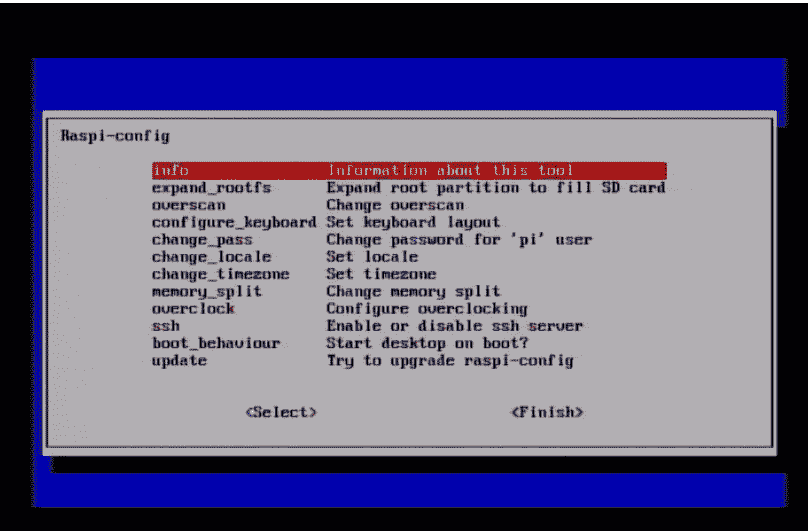 Raspi-config
info Information about this tool
expand_rootfs Expand root partition to fill SD card
overscan Change overscan
configure_keyboard Set keyboard layout
change_pass Change password for 'pi' user
change_locale Set locale
change_timezone Set timezone
memory_split Change memory split
overclock Configure overclocking
ssh Enable or disable ssh server
boot_behaviour Start desktop on boot?
update Try to upgrade raspi-config
<Select> <Finish>